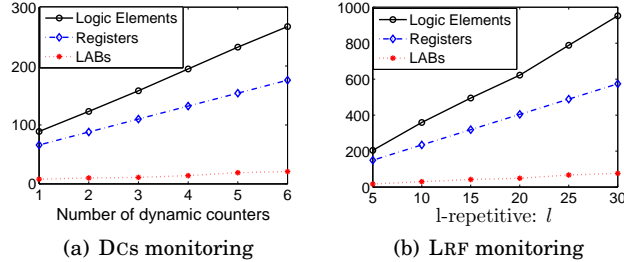 300
200
100
0
Logic Elements
Registers
LABs
1 2 3 4 5 6
Number of dynamic counters
(a) DCs monitoring
1000
800
600
400
200
0
Logic Elements
Registers
LABs
5 10 15 20 25 30
l-repetitive: l
(b) LRF monitoring